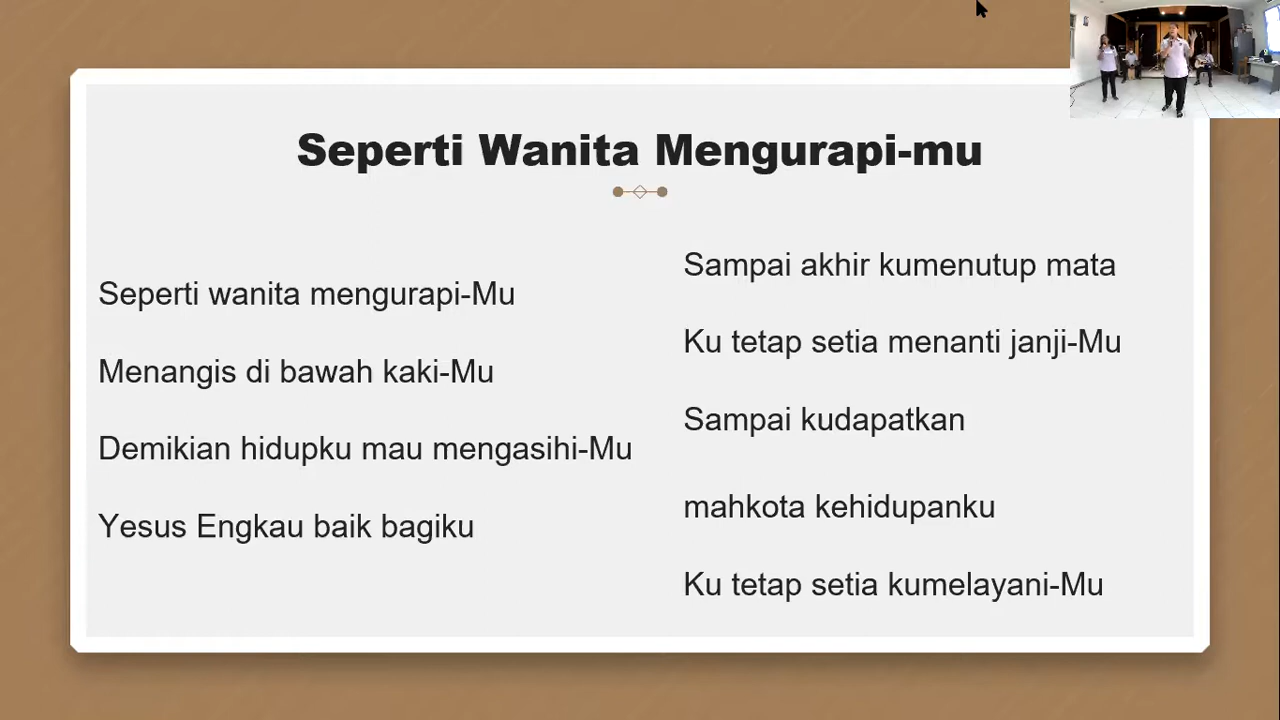 Seperti Wanita Mengurapi-mu
Seperti wanita mengurapi-Mu
Menangis di bawah kaki-Mu
Demikian hidupku mau mengasihi-Mu
Yesus Engkau baik bagiku
Sampai akhir kumenutup mata
Ku tetap setia menanti janji-Mu
Sampai kudapatkan
mahkota kehidupanku
Ku tetap setia kumelayani-Mu